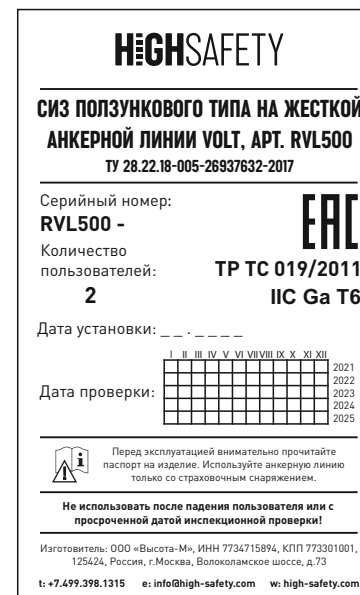 HIGHSAFETY
СИЗ ПОЛЗУНКОВОГО ТИПА НА ЖЕСТКОЙ
АНКЕРНОЙ ЛИНИИ VOLT, АРТ. RVL500
ТУ 28.22.18-005-26937632-2017
Серийный номер:
RVL500 -
EAC
Количество
пользователей:
ТР ТС 019/2011
2
IIC Ga T6
Дата установки: _ _ . _ _ _ _
I II III IV V VI VII VIII IX X XI XII
2021
2022
Дата проверки:
2023
2024
2025
i
Перед эксплуатацией внимательно прочитайте
паспорт на изделие. Используйте анкерную линию
только со страховочным снаряжением.
Не использовать после падения пользователя или с
просроченной датой инспекционной проверки!
Изготовитель: ООО «Высота-М», ИНН 7734715894, КПП 773301001,
125424, Россия, г.Москва, Волоколамское шоссе, д.73
t: +7.499.398.1315 e: info@high-safety.com w: high-safety.com